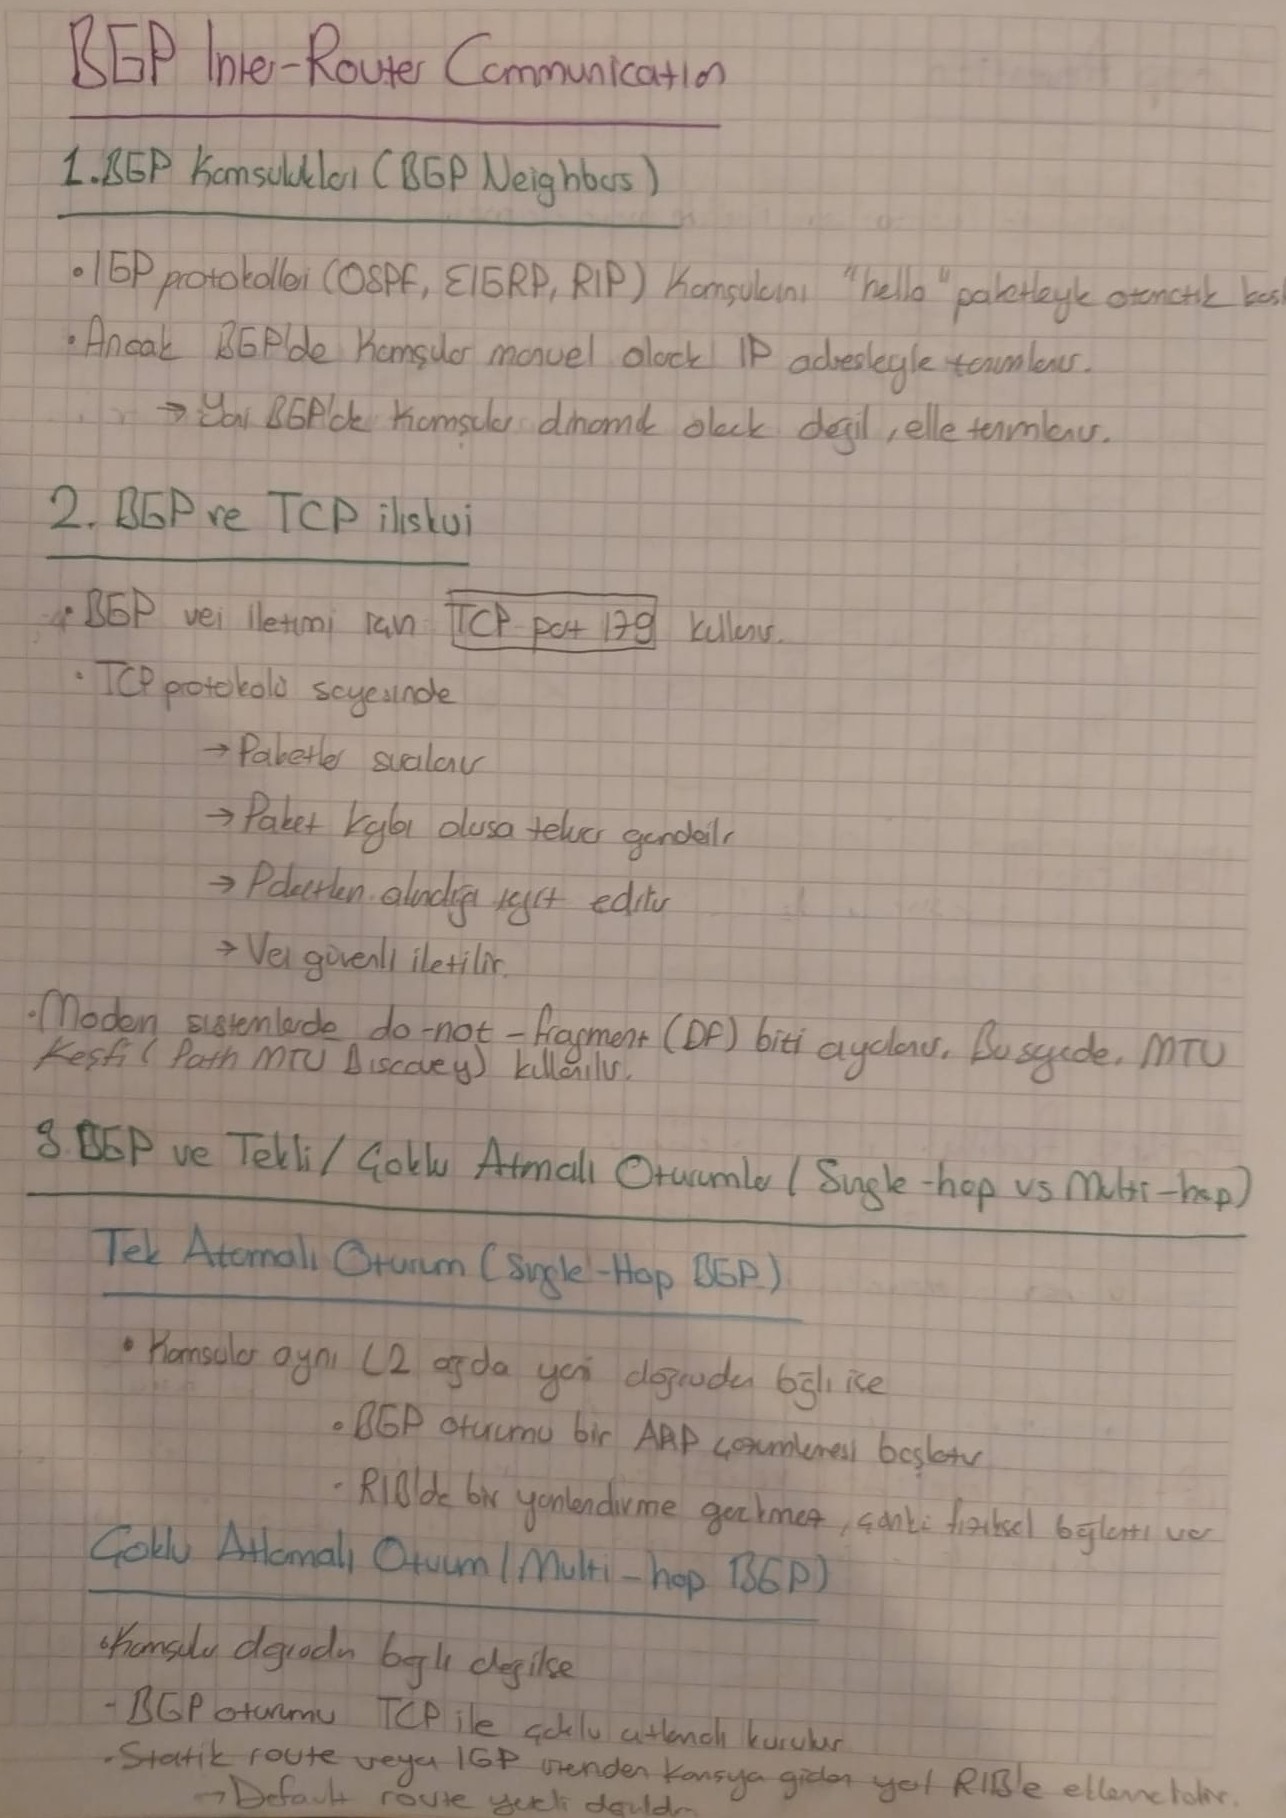 BGP Inter-Router Communication
1. BGP Komşulukları (BGP Neighbors)
• IGP protokolleri (OSPF, EIGRP, RIP) Komşularını "hello" paketleriyle otomatik
• Ancak BGP'de Komşular manuel olarak IP adresleriyle tanımlanır.
→ Yani BGP'de Komşular dinamik olarak değil, elle tanımlanır.
2. BGP ve TCP ilişkisi
• BGP veri iletimi için TCP port 179 kullanır.
• TCP protokolü sayesinde
→ Paketler sıralanır
→ Paket kaybı olursa tekrar gönderilir
→ Paketlerin alındığı teyit edilir
→ Veri güvenli iletilir.
• Modern sistemlerde do-not-fragment (DF) biti ayarlanır. Bu sayede, MTU
Keşfi (Path MTU Discovery) kullanılır.
3. BGP ve Tekli/Çoklu Atmalı Oturumlar (Single-hop vs Multi-hop)
Tek Atamalı Oturum (Single-Hop BGP)
• Komşular aynı L2 ağda yani doğrudan bağlı ise
• BGP oturumu bir ARP çözümlemesi başlatır
- RIB'de bir yönlendirme gerekmez, çünkü fiziksel bağlantı var
Çoklu Atlamalı Oturum (Multi-hop BGP)
• Komşular doğrudan bağlı değilse
- BGP oturumu TCP ile çoklu atlamalı kurulur
• Statik route veya IGP üzerinden komşuya giden yol RIB'e eklenmelidir.
→ Default route yeterli değildir